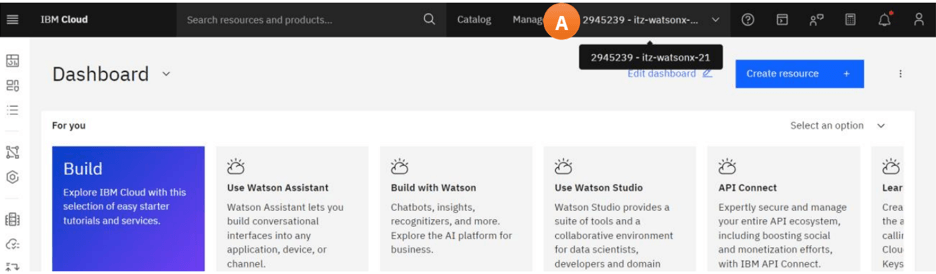 IBM Cloud
Search resources and products...
Catalog
Manag
A
2945239 - itz-watsonx-...
2945239 - itz-watsonx-21
Dashboard
Edit dashboard
Create resource +
For you
Select an option
Build
Explore IBM Cloud with this
selection of easy starter
tutorials and services.
Use Watson Assistant
Watson Assistant lets you
build conversational
interfaces into any
application, device, or
channel.
Build with Watson
Chatbots, insights,
recognizers, and more.
Explore the AI platform for
business.
Use Watson Studio
Watson Studio provides a
suite of tools and a
collaborative environment
for data scientists,
developers and domain
API Connect
Expertly secure and manage
your entire API ecosystem,
including boosting social
and monetization efforts,
with IBM API Connect.
Lear
Crea
the a
callin
Clou
Keys